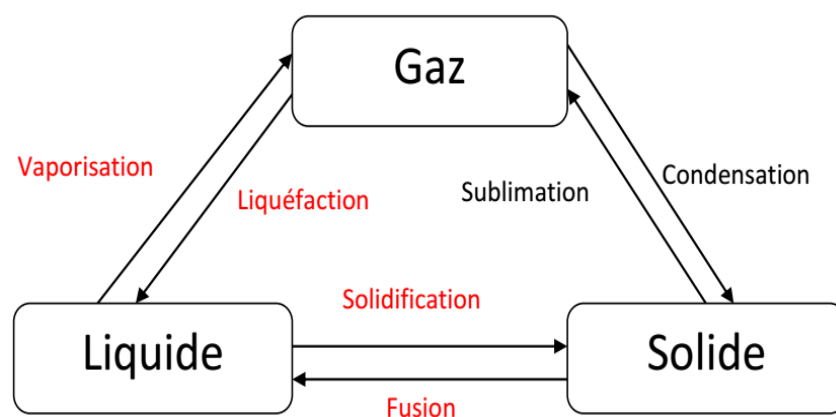 Gaz
Vaporisation
Liquéfaction
Sublimation
Condensation
Solidification
Liquide
Solide
Fusion